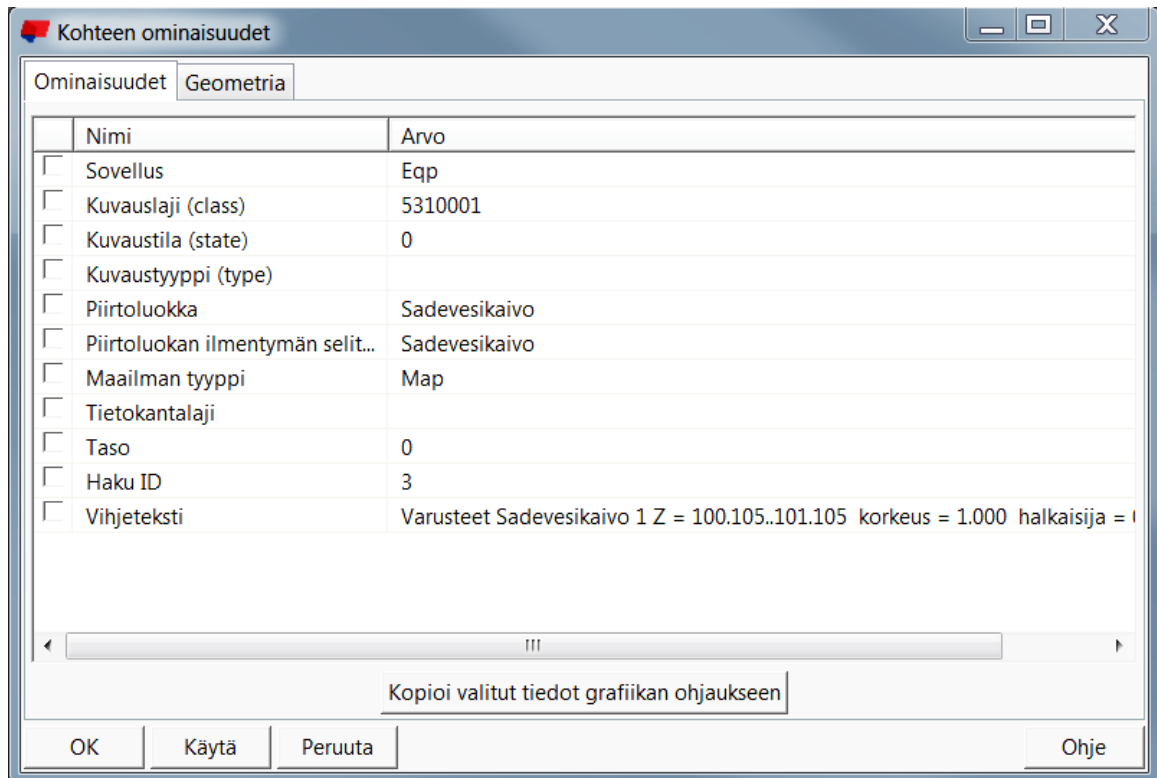 Kohteen ominaisuudet
Ominaisuudet Geometria
Nimi Arvo
Sovellus Eqp
Kuvauslaji (class) 5310001
Kuvaustila (state) 0
Kuvaustyyppi (type)
Piirtoluokka Sadevesikaivo
Piirtoluokan ilmentymän selit... Sadevesikaivo
Maailman tyyppi Map
Tietokantalaji
Taso 0
Haku ID 3
Vihjeteksti Varusteet Sadevesikaivo 1 Z = 100.105..101.105 korkeus = 1.000 halkaisija =
Kopioi valitut tiedot grafiikan ohjaukseen
OK Käytä Peruuta Ohje